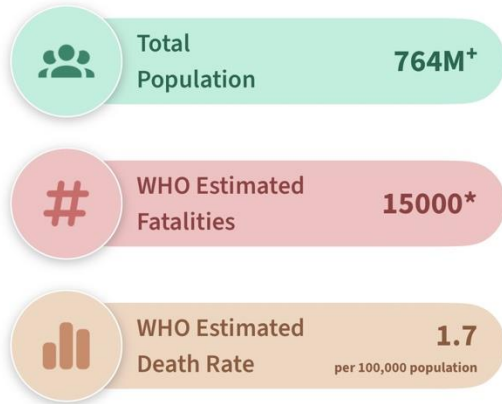 Total
Population
764M+
#
WHO Estimated
Fatalities
15000*
WHO Estimated
Death Rate
1.7
per 100,000 population